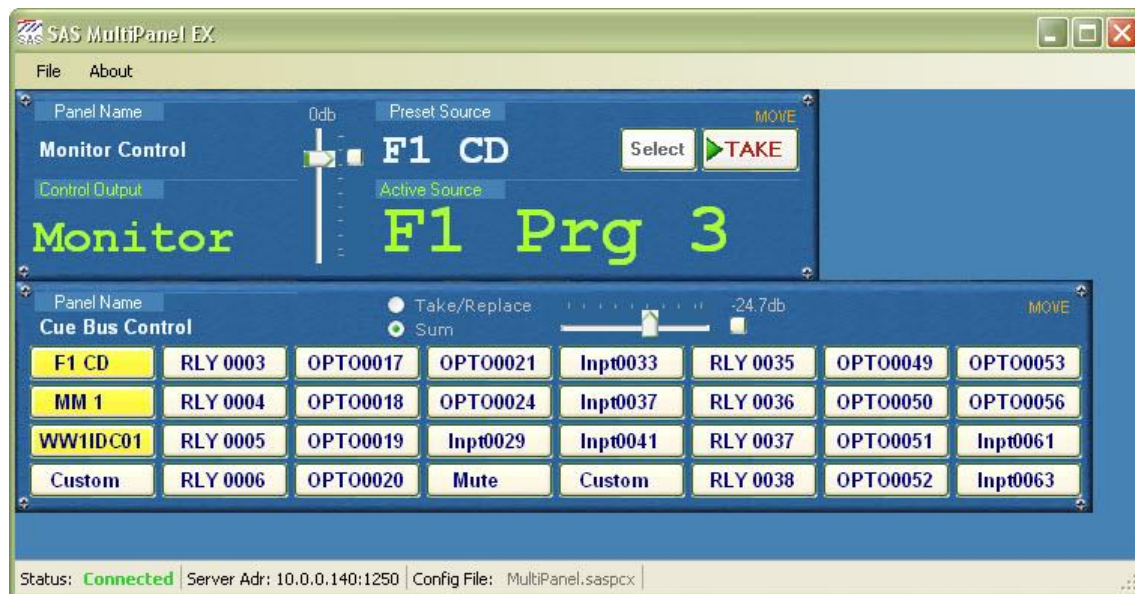 SAS SAS MultiPanel EX
File About
Panel Name 0db Preset Source MOVE
Monitor Control F1 CD Select TAKE
Control Output Active Source
Monitor F1 Prg 3
Panel Name Take/Replace -24.7db MOVE
Cue Bus Control Sum
F1 CD RLY 0003 OPTO0017 OPTO0021 Inpt0033 RLY 0035 OPTO0049 OPTO0053
MM 1 RLY 0004 OPTO0018 OPTO0024 Inpt0037 RLY 0036 OPTO0050 OPTO0056
WW1IDC01 RLY 0005 OPTO0019 Inpt0029 Inpt0041 RLY 0037 OPTO0051 Inpt0061
Custom RLY 0006 OPTO0020 Mute Custom RLY 0038 OPTO0052 Inpt0063
Status: Connected Server Adr: 10.0.0.140:1250 Config File: MultiPanel.saspcx